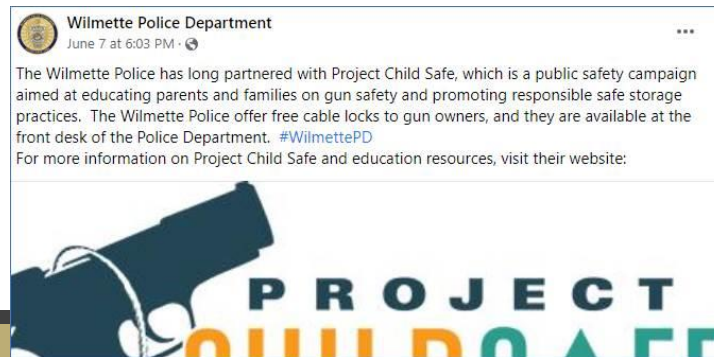 Wilmette Police Department
June 7 at 6:03 PM ·
The Wilmette Police has long partnered with Project Child Safe, which is a public safety campaign
aimed at educating parents and families on gun safety and promoting responsible safe storage
practices. The Wilmette Police offer free cable locks to gun owners, and they are available at the
front desk of the Police Department. #WilmettePD
For more information on Project Child Safe and education resources, visit their website:
PROJECT
CHILDSAFE